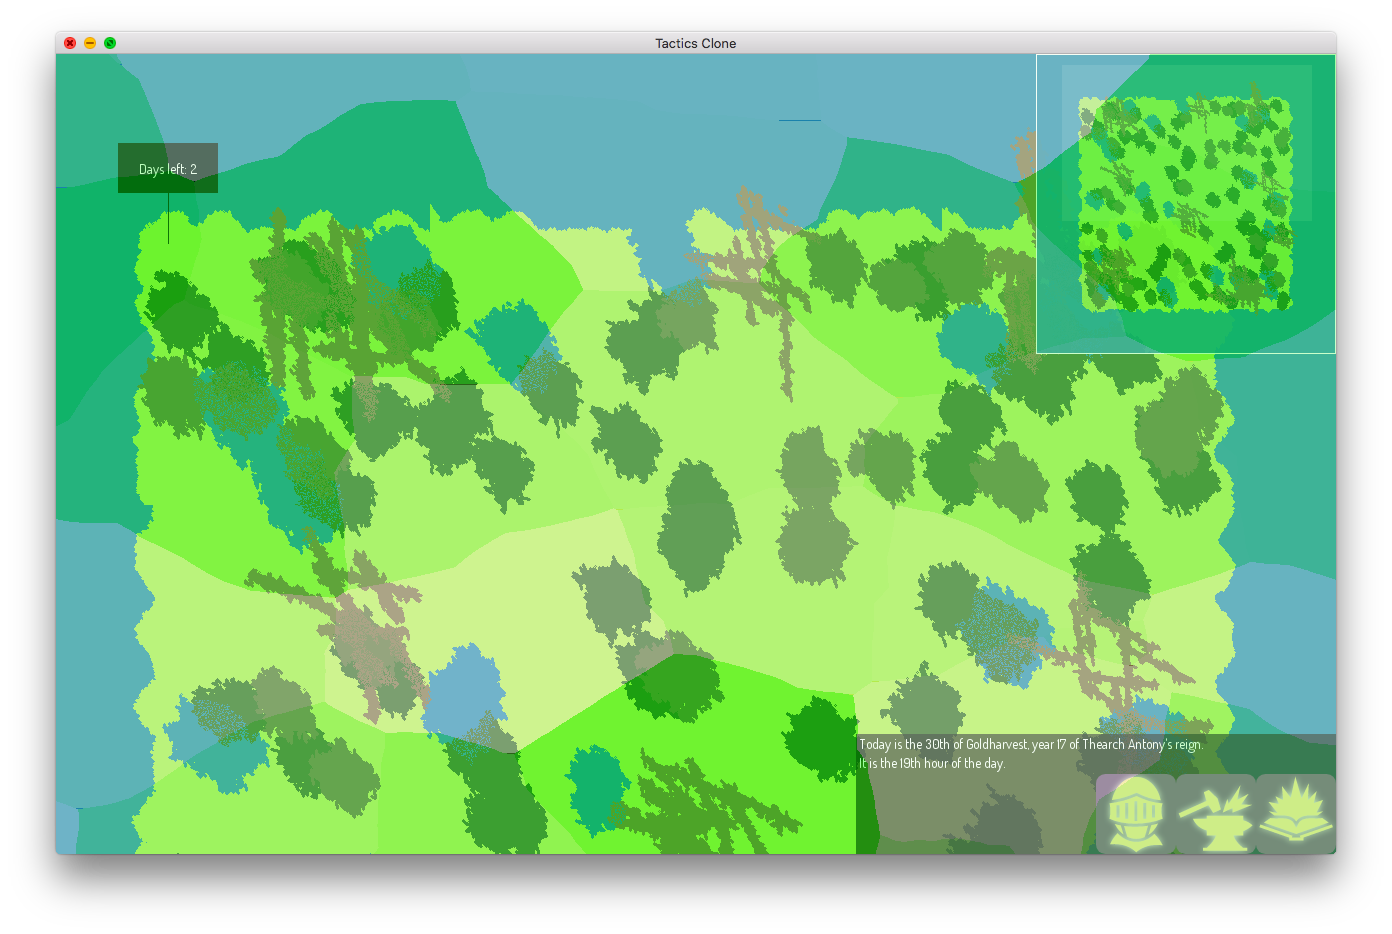 Tactics Clone
Days left: 2
Today is the 30th of Goldharvest, year 17 of Thearch Antony's reign.
It is the 19th hour of the day.